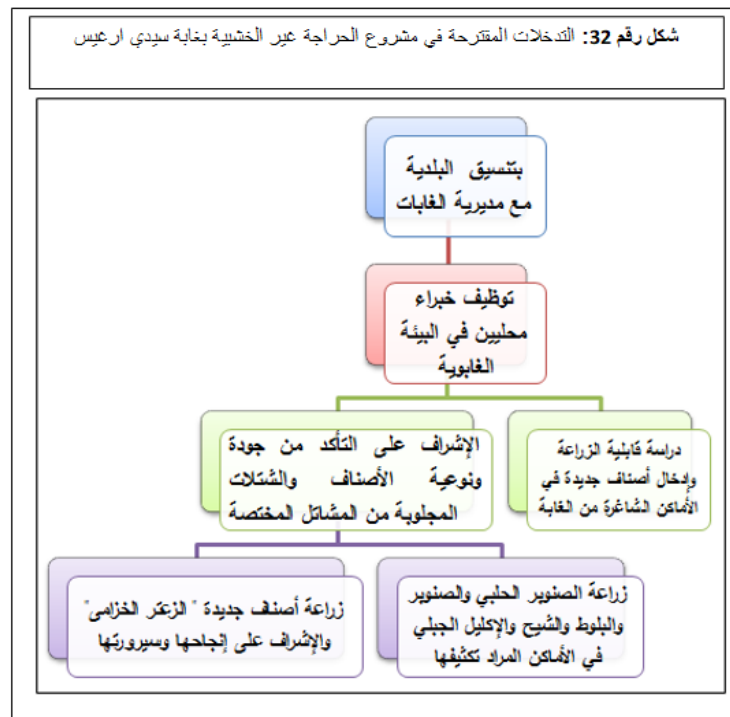 شكل رقم 32: التدخلات المقترحة في مشروع الحراجة غير الخشبية بغابة سيدي ارغيس
بتنسيق البلدية
مع مديرية الغابات
توظيف خبراء
محليين في البيئة
الغابوية
دراسة قابلية الزراعة
وإدخال أصناف جديدة في
الأماكن الشاغرة من الغابة
الإشراف على التأكد من جودة
ونوعية الأصناف والشتلات
المجلوبة من المشاتل المختصة
زراعة الصنوبر الحلبي والصنوبر
والبلوط والشيح والإكليل الجبلي
في الأماكن المراد تكثيفها
زراعة أصناف جديدة " الزعتر الخزامى"
والإشراف على إنجاحها وسيرورتها